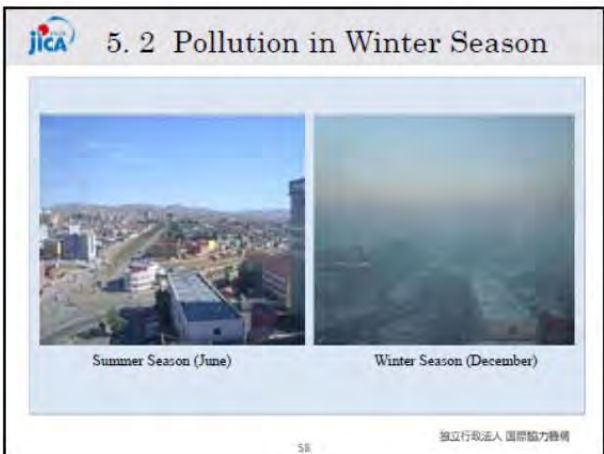 JICA
5. 2 Pollution in Winter Season
Summer Season (June)
Winter Season (December)
58
独立行政法人 国際協力機構